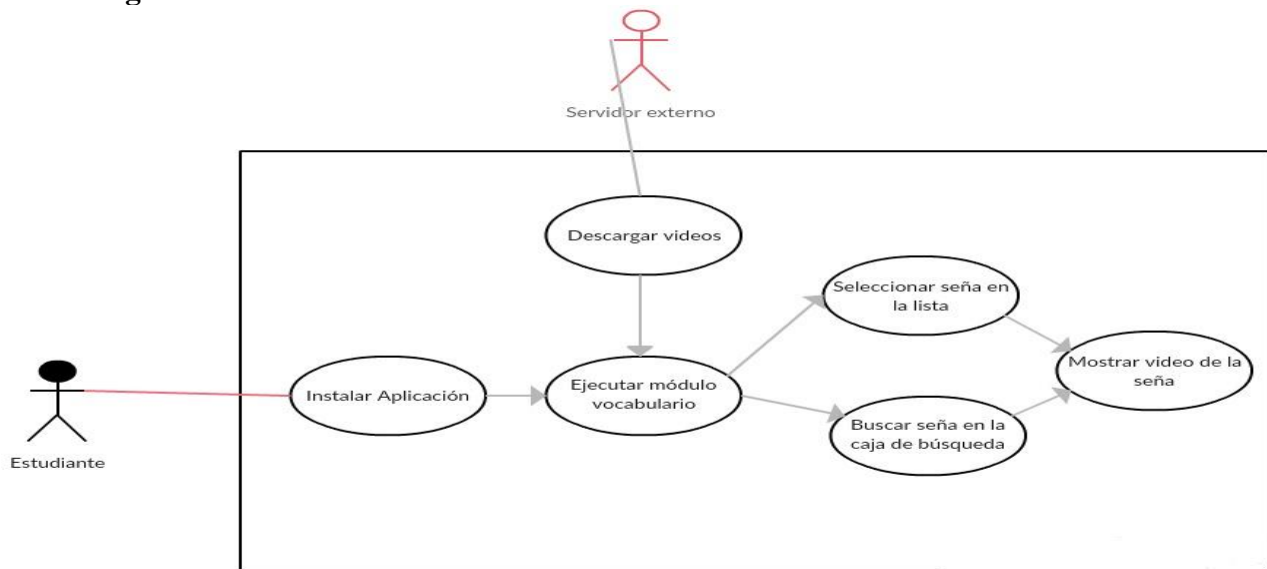 Servidor externo
Descargar videos
Seleccionar seña en
la lista
Mostrar video de la
seña
Instalar Aplicación
Ejecutar módulo
vocabulario
Buscar seña en la
caja de búsqueda
Estudiante